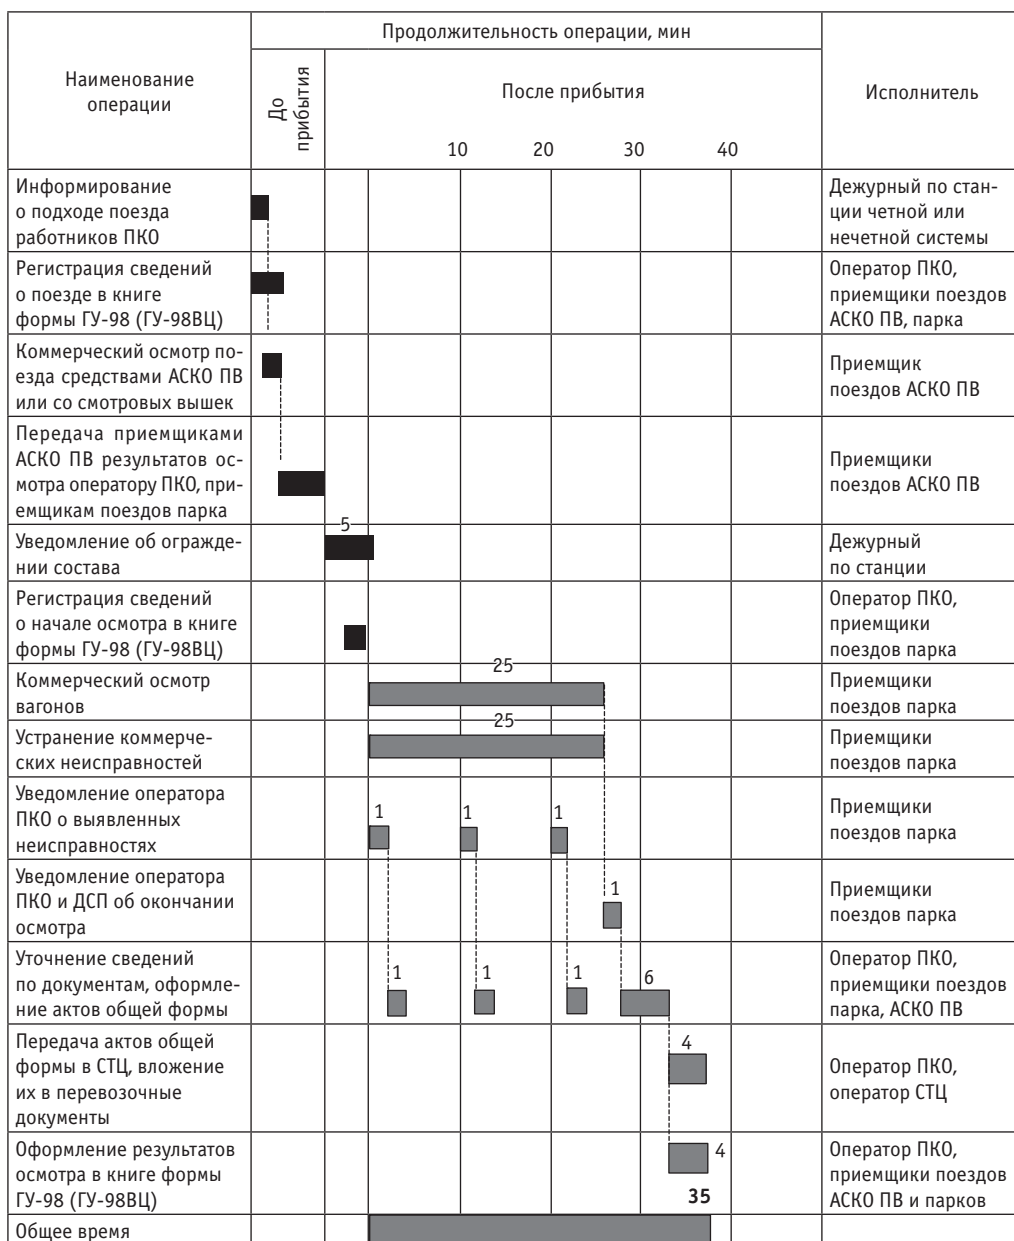 Наименование
операции
Продолжительность операции, мин
До
прибытия
После прибытия
10 20 30 40
Исполнитель
Информирование
о подходе поезда
работников ПКО
Дежурный по стан-
ции четной или
нечетной системы
Регистрация сведений
о поезде в книге
формы ГУ-98 (ГУ-98ВЦ)
Оператор ПКО,
приемщики поездов
АСКО ПВ, парка
Коммерческий осмотр по-
езда средствами АСКО ПВ
или со смотровых вышек
Приемщик
поездов АСКО ПВ
Передача приемщиками
АСКО ПВ результатов ос-
мотра оператору ПКО, при-
емщикам поездов парка
Приемщики
поездов АСКО ПВ
Уведомление об огражде-
нии состава
5
Дежурный
по станции
Регистрация сведений
о начале осмотра в книге
формы ГУ-98 (ГУ-98ВЦ)
Оператор ПКО,
приемщики
поездов парка
Коммерческий осмотр
вагонов
25
Приемщики
поездов парка
Устранение коммерче-
ских неисправностей
25
Приемщики
поездов парка
Уведомление оператора
ПКО о выявленных
неисправностях
1 1 1
Приемщики
поездов парка
Уведомление оператора
ПКО и ДСП об окончании
осмотра
1
Приемщики
поездов парка
Уточнение сведений
по документам, оформле-
ние актов общей формы
1 1 1 6
Оператор ПКО,
приемщики поездов
парка, АСКО ПВ
Передача актов общей
формы в СТЦ, вложение
их в перевозочные
документы
4
Оператор ПКО,
оператор СТЦ
Оформление результатов
осмотра в книге формы
ГУ-98 (ГУ-98ВЦ)
4
35
Оператор ПКО,
приемщики поездов
АСКО ПВ и парков
Общее время